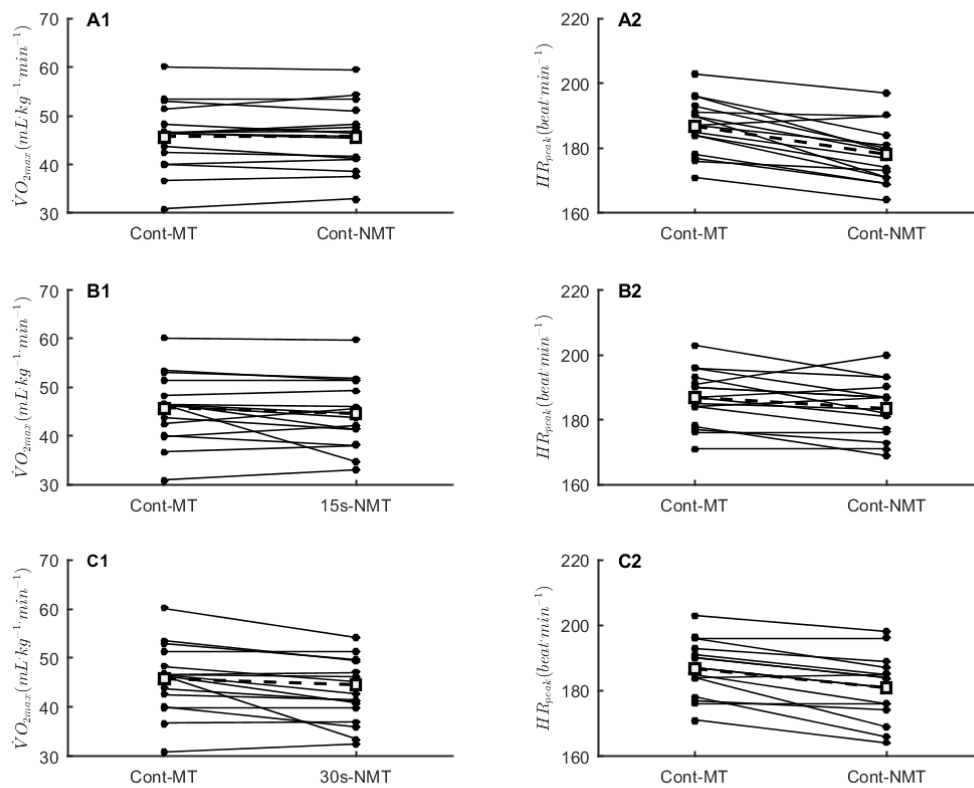 A1
V̇O2max(mL·kg−1·min−1)
70
60
50
40
30
Cont-MT Cont-NMT
A2
HRpeak(beat·min−1)
220
200
180
160
Cont-MT Cont-NMT
B1
V̇O2max(mL·kg−1·min−1)
70
60
50
40
30
Cont-MT 15s-NMT
B2
HRpeak(beat·min−1)
220
200
180
160
Cont-MT Cont-NMT
C1
V̇O2max(mL·kg−1·min−1)
70
60
50
40
30
Cont-MT 30s-NMT
C2
HRpeak(beat·min−1)
220
200
180
160
Cont-MT Cont-NMT